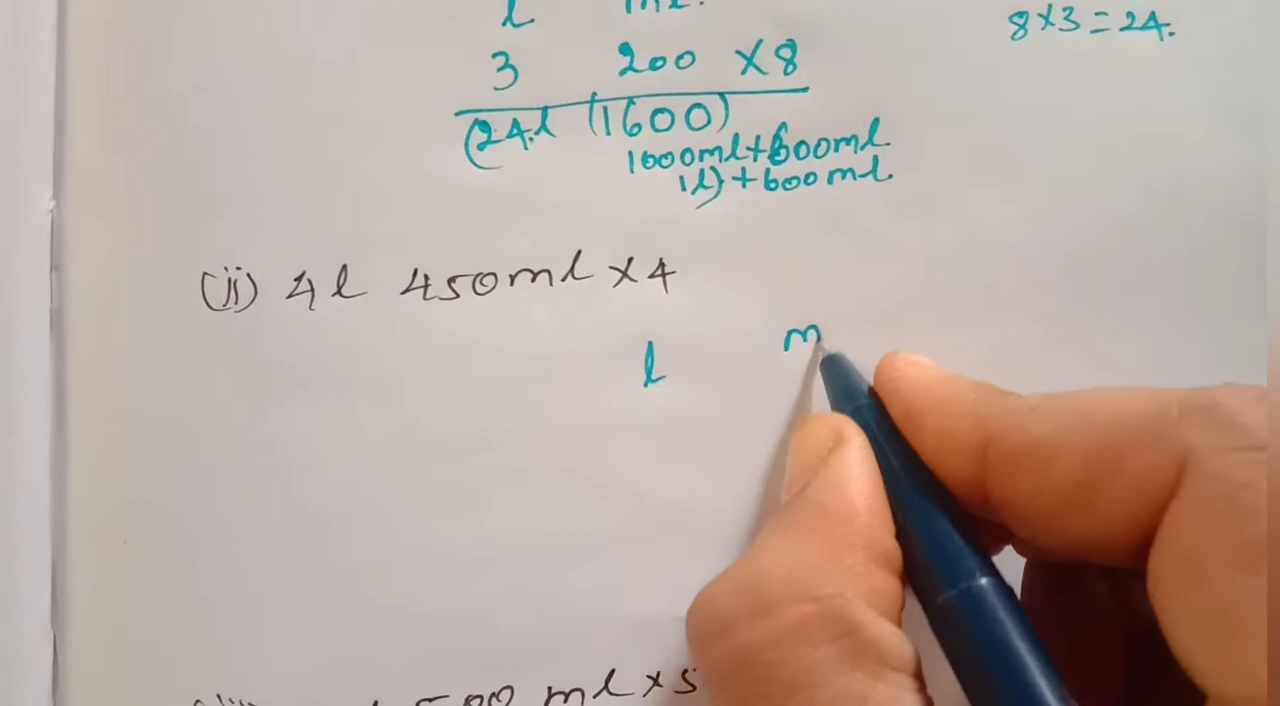 l ml.
8×3=24.
3 200 ×8
(24.l (1600)
1000ml+600ml
1l)+600ml
(ii) 4l 450ml×4
l m
500 ml×5